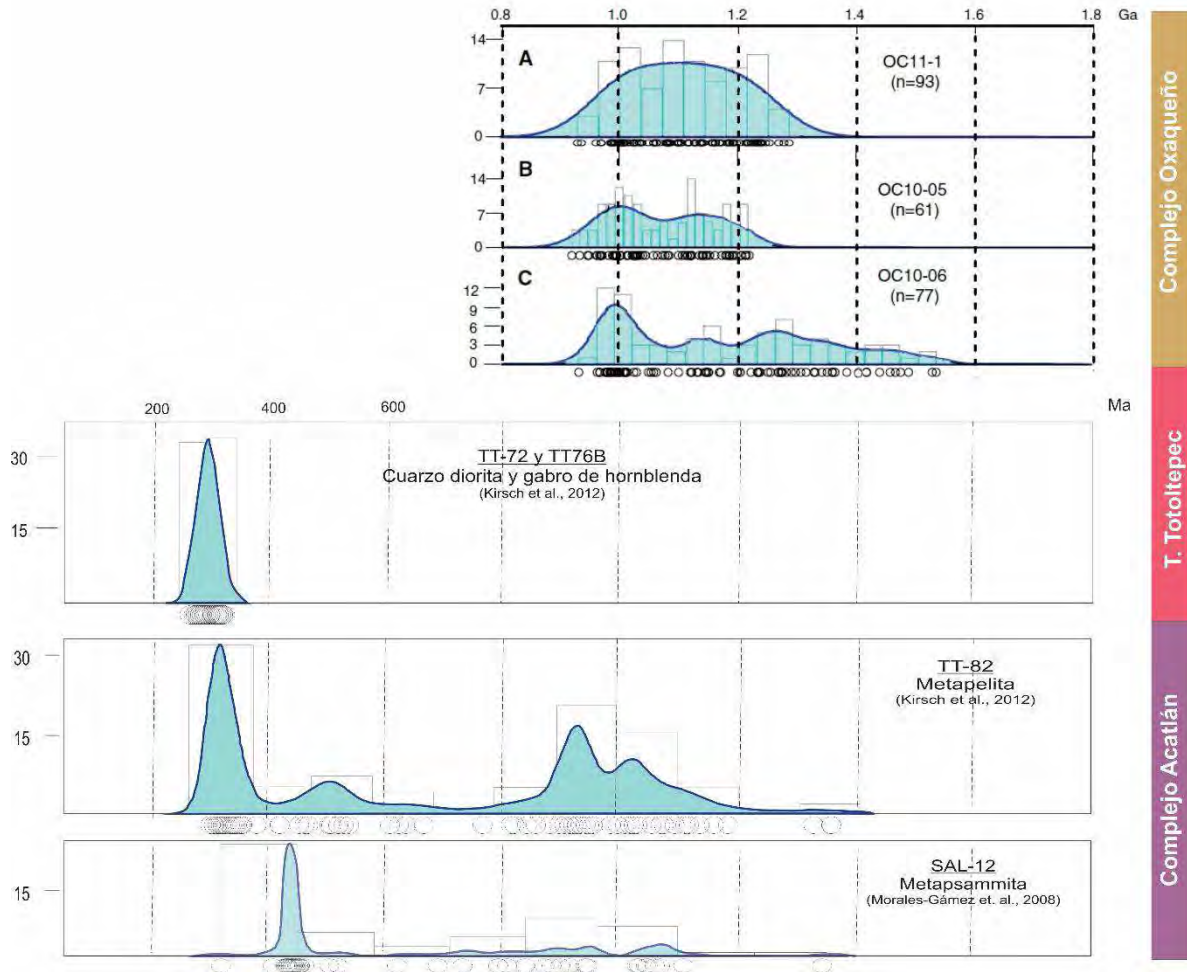 0.8 1.0 1.2 1.4 1.6 1.8 Ga
14
7
0
A
OC11-1
(n=93)
14
7
0
B
OC10-05
(n=61)
12
9
6
3
0
C
OC10-06
(n=77)
Complejo Oxaqueño
200 400 600 Ma
30
15
TT-72 y TT76B
Cuarzo diorita y gabro de hornblenda
(Kirsch et al., 2012)
T. Totoltepec
30
15
TT-82
Metapelita
(Kirsch et al., 2012)
15
SAL-12
Metapsammita
(Morales-Gámez et. al., 2008)
Complejo Acatlán